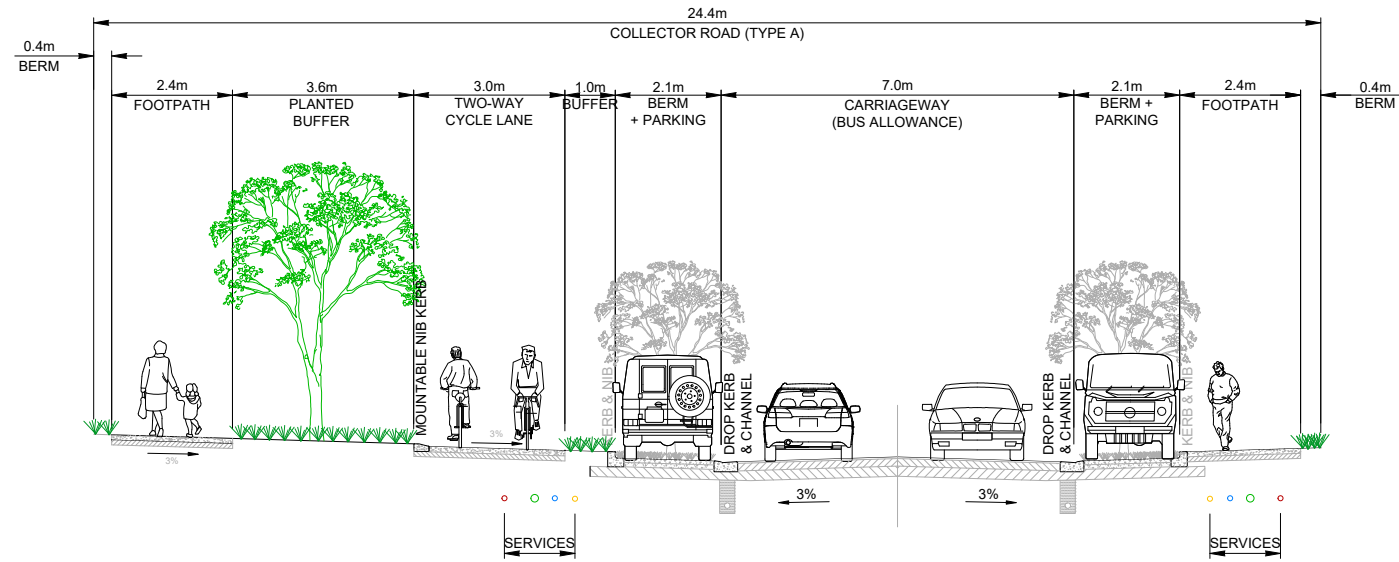 24.4m
COLLECTOR ROAD (TYPE A)
0.4m
BERM
2.4m
FOOTPATH
3.6m
PLANTED
BUFFER
3.0m
TWO-WAY
CYCLE LANE
1.0m
BUFFER
2.1m
BERM
+ PARKING
7.0m
CARRIAGEWAY
(BUS ALLOWANCE)
2.1m
BERM +
PARKING
2.4m
FOOTPATH
0.4m
BERM
MOUNTABLE NIB KERB
KERB & NIB
DROP KERB
& CHANNEL
DROP KERB
& CHANNEL
KERB & NIB
3%
3%
3%
3%
SERVICES
SERVICES